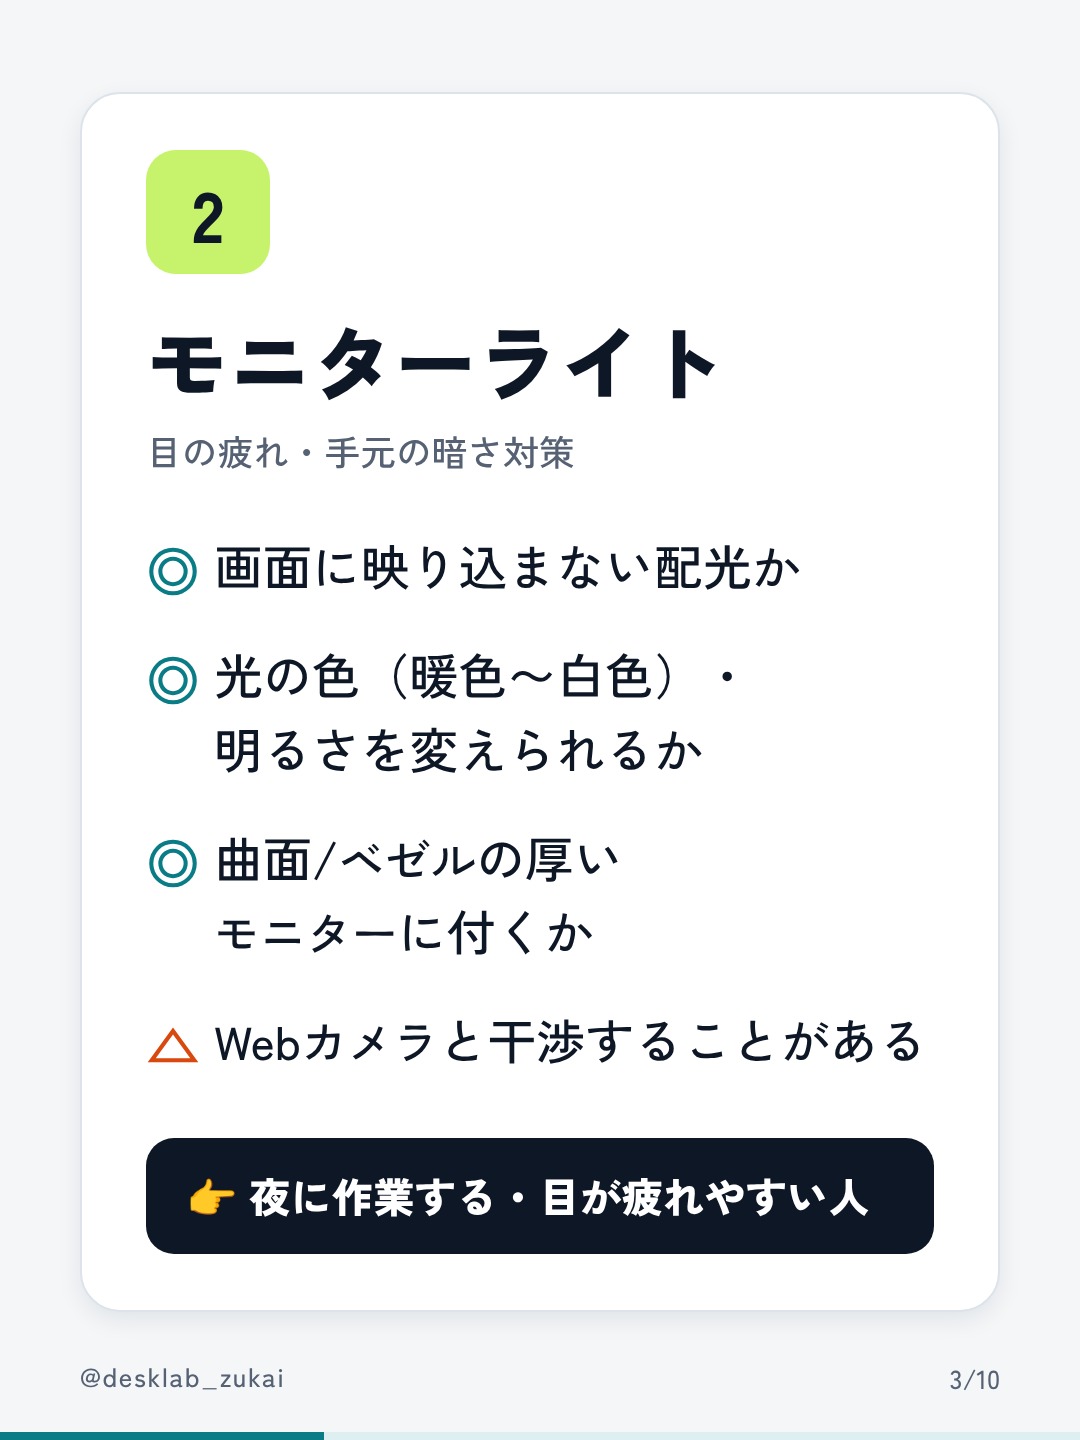 2
モニターライト
目の疲れ・手元の暗さ対策
◎ 画面に映り込まない配光か
◎ 光の色（暖色〜白色）・
明るさを変えられるか
◎ 曲面/ベゼルの厚い
モニターに付くか
△ Webカメラと干渉することがある
👉 夜に作業する・目が疲れやすい人
@desklab_zukai
3/10